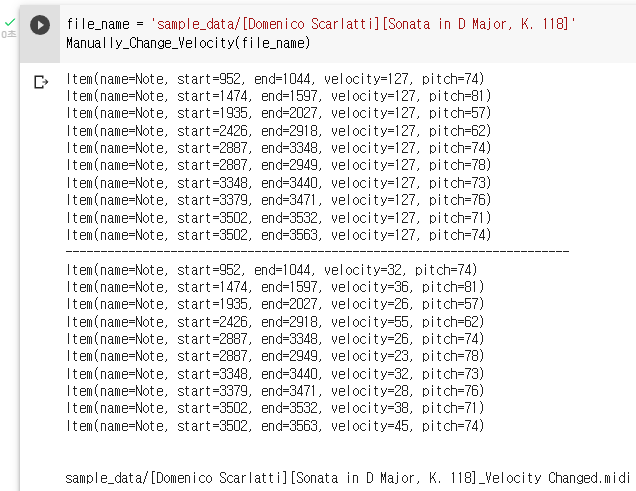 file_name = 'sample_data/[Domenico Scarlatti][Sonata in D Major, K. 118]'
0초
Manually_Change_Velocity(file_name)
Item(name=Note, start=952, end=1044, velocity=127, pitch=74)
Item(name=Note, start=1474, end=1597, velocity=127, pitch=81)
Item(name=Note, start=1935, end=2027, velocity=127, pitch=57)
Item(name=Note, start=2426, end=2918, velocity=127, pitch=62)
Item(name=Note, start=2887, end=3348, velocity=127, pitch=74)
Item(name=Note, start=2887, end=2949, velocity=127, pitch=78)
Item(name=Note, start=3348, end=3440, velocity=127, pitch=73)
Item(name=Note, start=3379, end=3471, velocity=127, pitch=76)
Item(name=Note, start=3502, end=3532, velocity=127, pitch=71)
Item(name=Note, start=3502, end=3563, velocity=127, pitch=74)
Item(name=Note, start=952, end=1044, velocity=32, pitch=74)
Item(name=Note, start=1474, end=1597, velocity=36, pitch=81)
Item(name=Note, start=1935, end=2027, velocity=26, pitch=57)
Item(name=Note, start=2426, end=2918, velocity=55, pitch=62)
Item(name=Note, start=2887, end=3348, velocity=26, pitch=74)
Item(name=Note, start=2887, end=2949, velocity=23, pitch=78)
Item(name=Note, start=3348, end=3440, velocity=32, pitch=73)
Item(name=Note, start=3379, end=3471, velocity=28, pitch=76)
Item(name=Note, start=3502, end=3532, velocity=38, pitch=71)
Item(name=Note, start=3502, end=3563, velocity=45, pitch=74)
sample_data/[Domenico Scarlatti][Sonata in D Major, K. 118]_Velocity Changed.midi